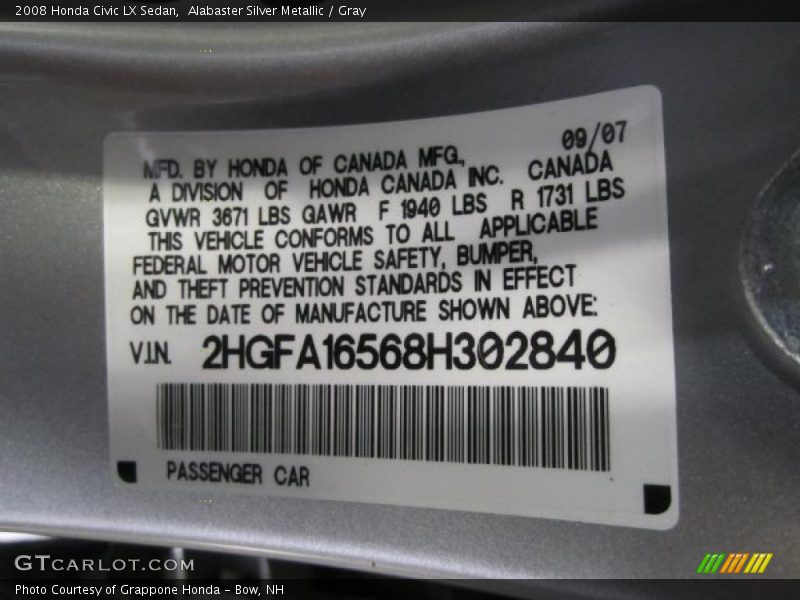 2008 Honda Civic LX Sedan,  Alabaster Silver Metallic / Gray
09/07
MFD. BY HONDA OF CANADA MFG.,
A DIVISION OF HONDA CANADA INC. CANADA
GVWR 3671 LBS GAWR F 1940 LBS R 1731 LBS
THIS VEHICLE CONFORMS TO ALL APPLICABLE
FEDERAL MOTOR VEHICLE SAFETY, BUMPER,
AND THEFT PREVENTION STANDARDS IN EFFECT
ON THE DATE OF MANUFACTURE SHOWN ABOVE:
V.I.N. 2HGFA16568H302840
PASSENGER CAR
GTCARLOT.COM
Photo Courtesy of Grappone Honda - Bow, NH